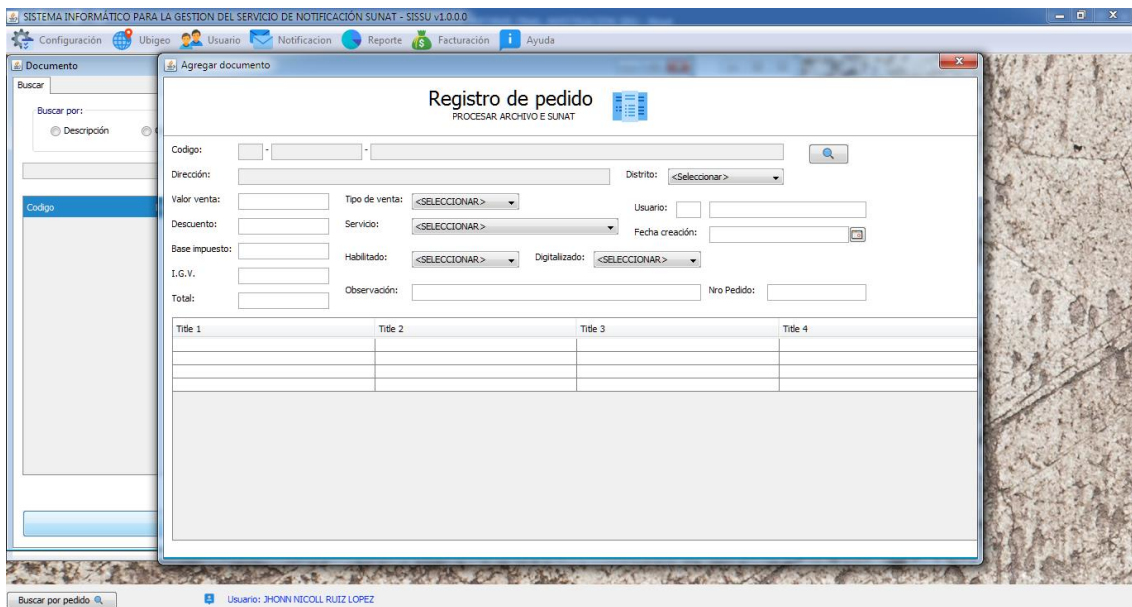 SISTEMA INFORMÁTICO PARA LA GESTION DEL SERVICIO DE NOTIFICACIÓN SUNAT - SISSU v1.0.0.0
Configuración Ubigeo Usuario Notificacion Reporte Facturación Ayuda
Documento
Buscar
Buscar por:
Descripción
Codigo
Agregar documento
Registro de pedido
PROCESAR ARCHIVO E SUNAT
Codigo: - -
Dirección: Distrito: <Seleccionar>
Valor venta: Tipo de venta: <SELECCIONAR> Usuario:
Descuento: Servicio: <SELECCIONAR> Fecha creación:
Base impuesto: Habilitado: <SELECCIONAR> Digitalizado: <SELECCIONAR>
I.G.V.
Total: Observación: Nro Pedido:
Title 1 Title 2 Title 3 Title 4
Buscar por pedido Usuario: JHONN NICOLL RUIZ LOPEZ